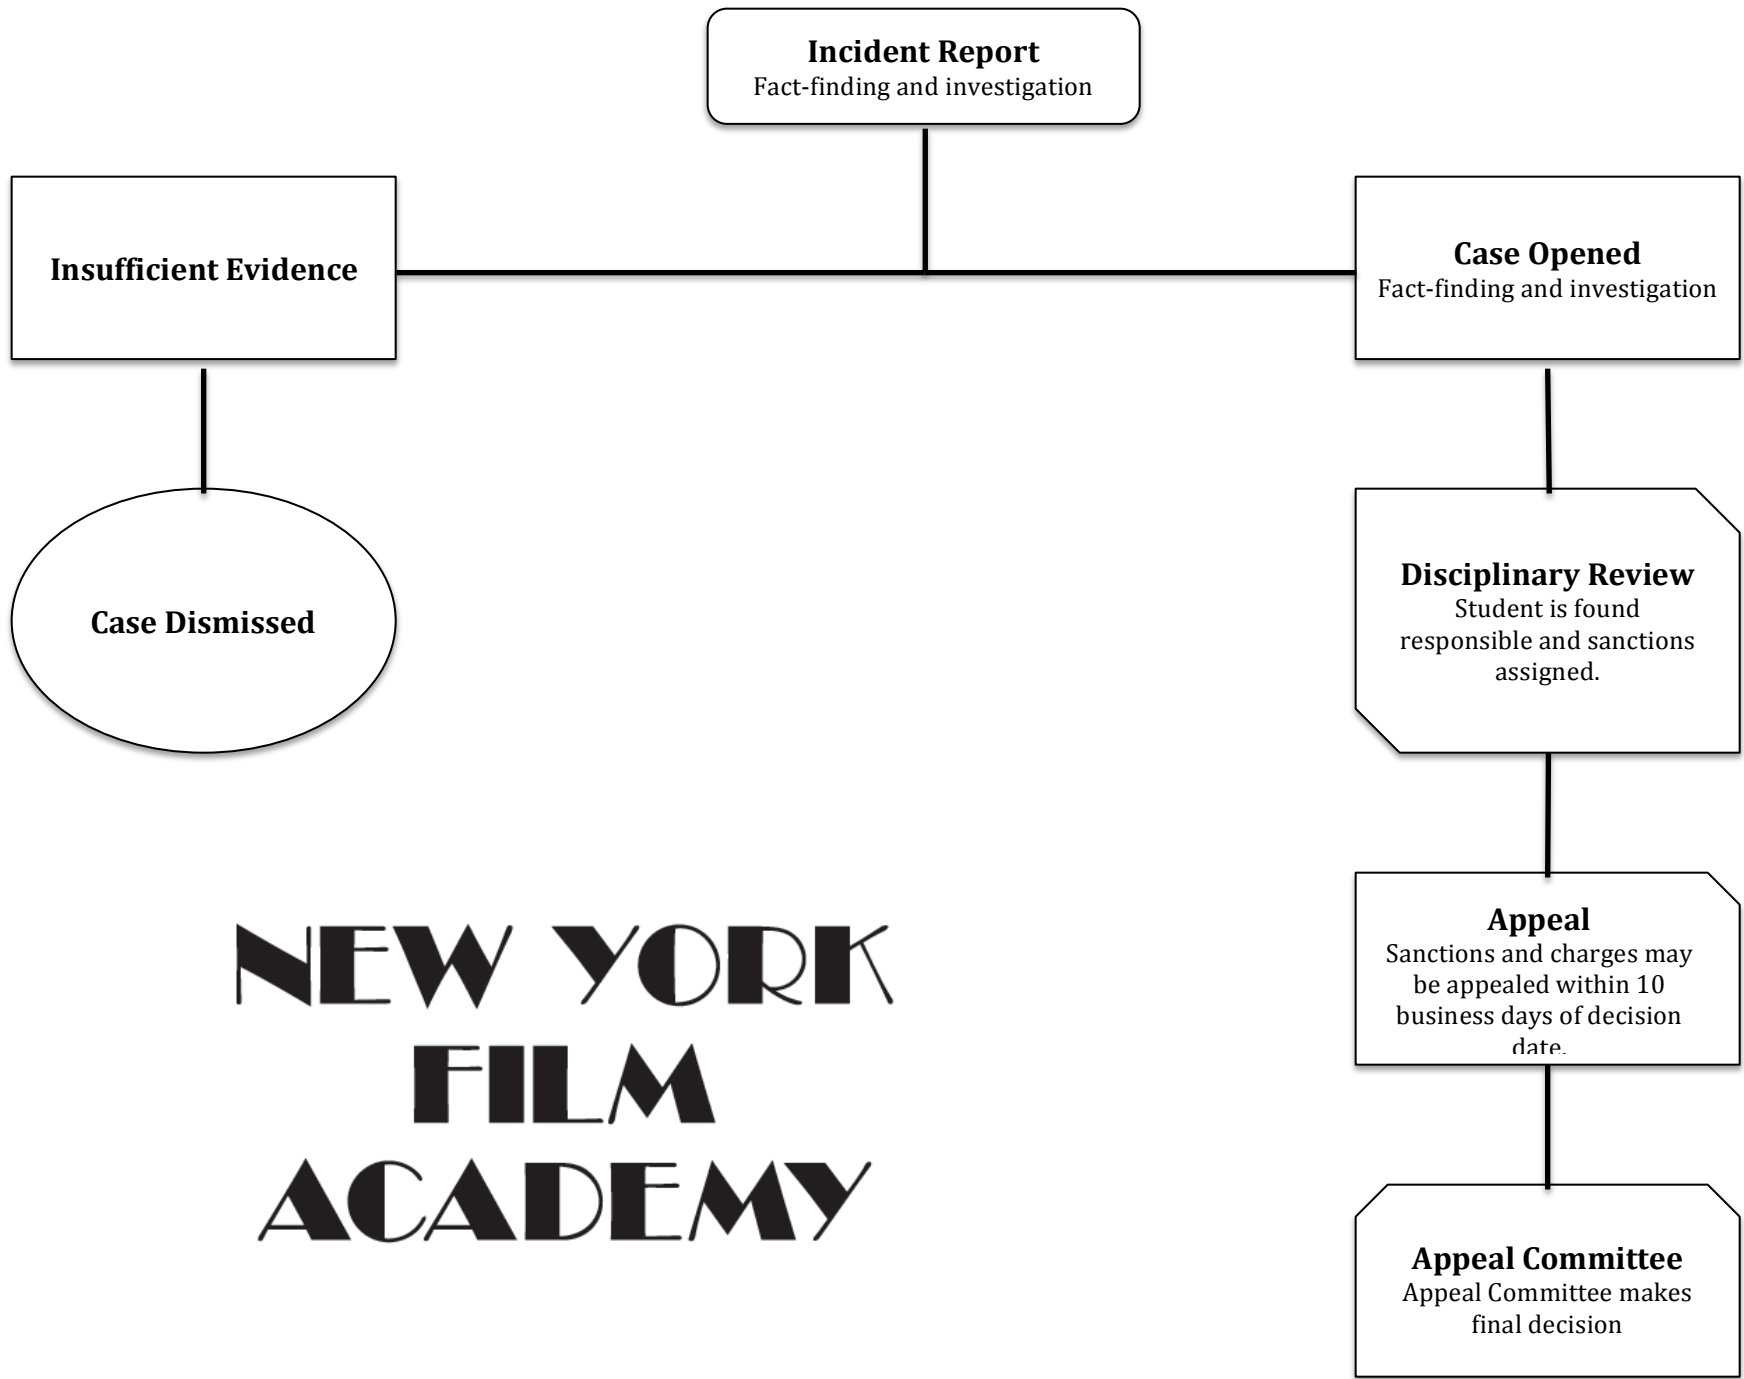 Incident Report
Fact-finding and investigation
Insufficient Evidence
Case Opened
Fact-finding and investigation
Case Dismissed
Disciplinary Review
Student is found
responsible and sanctions
assigned.
Appeal
Sanctions and charges may
be appealed within 10
business days of decision
date.
Appeal Committee
Appeal Committee makes
final decision
NEW YORK
FILM
ACADEMY